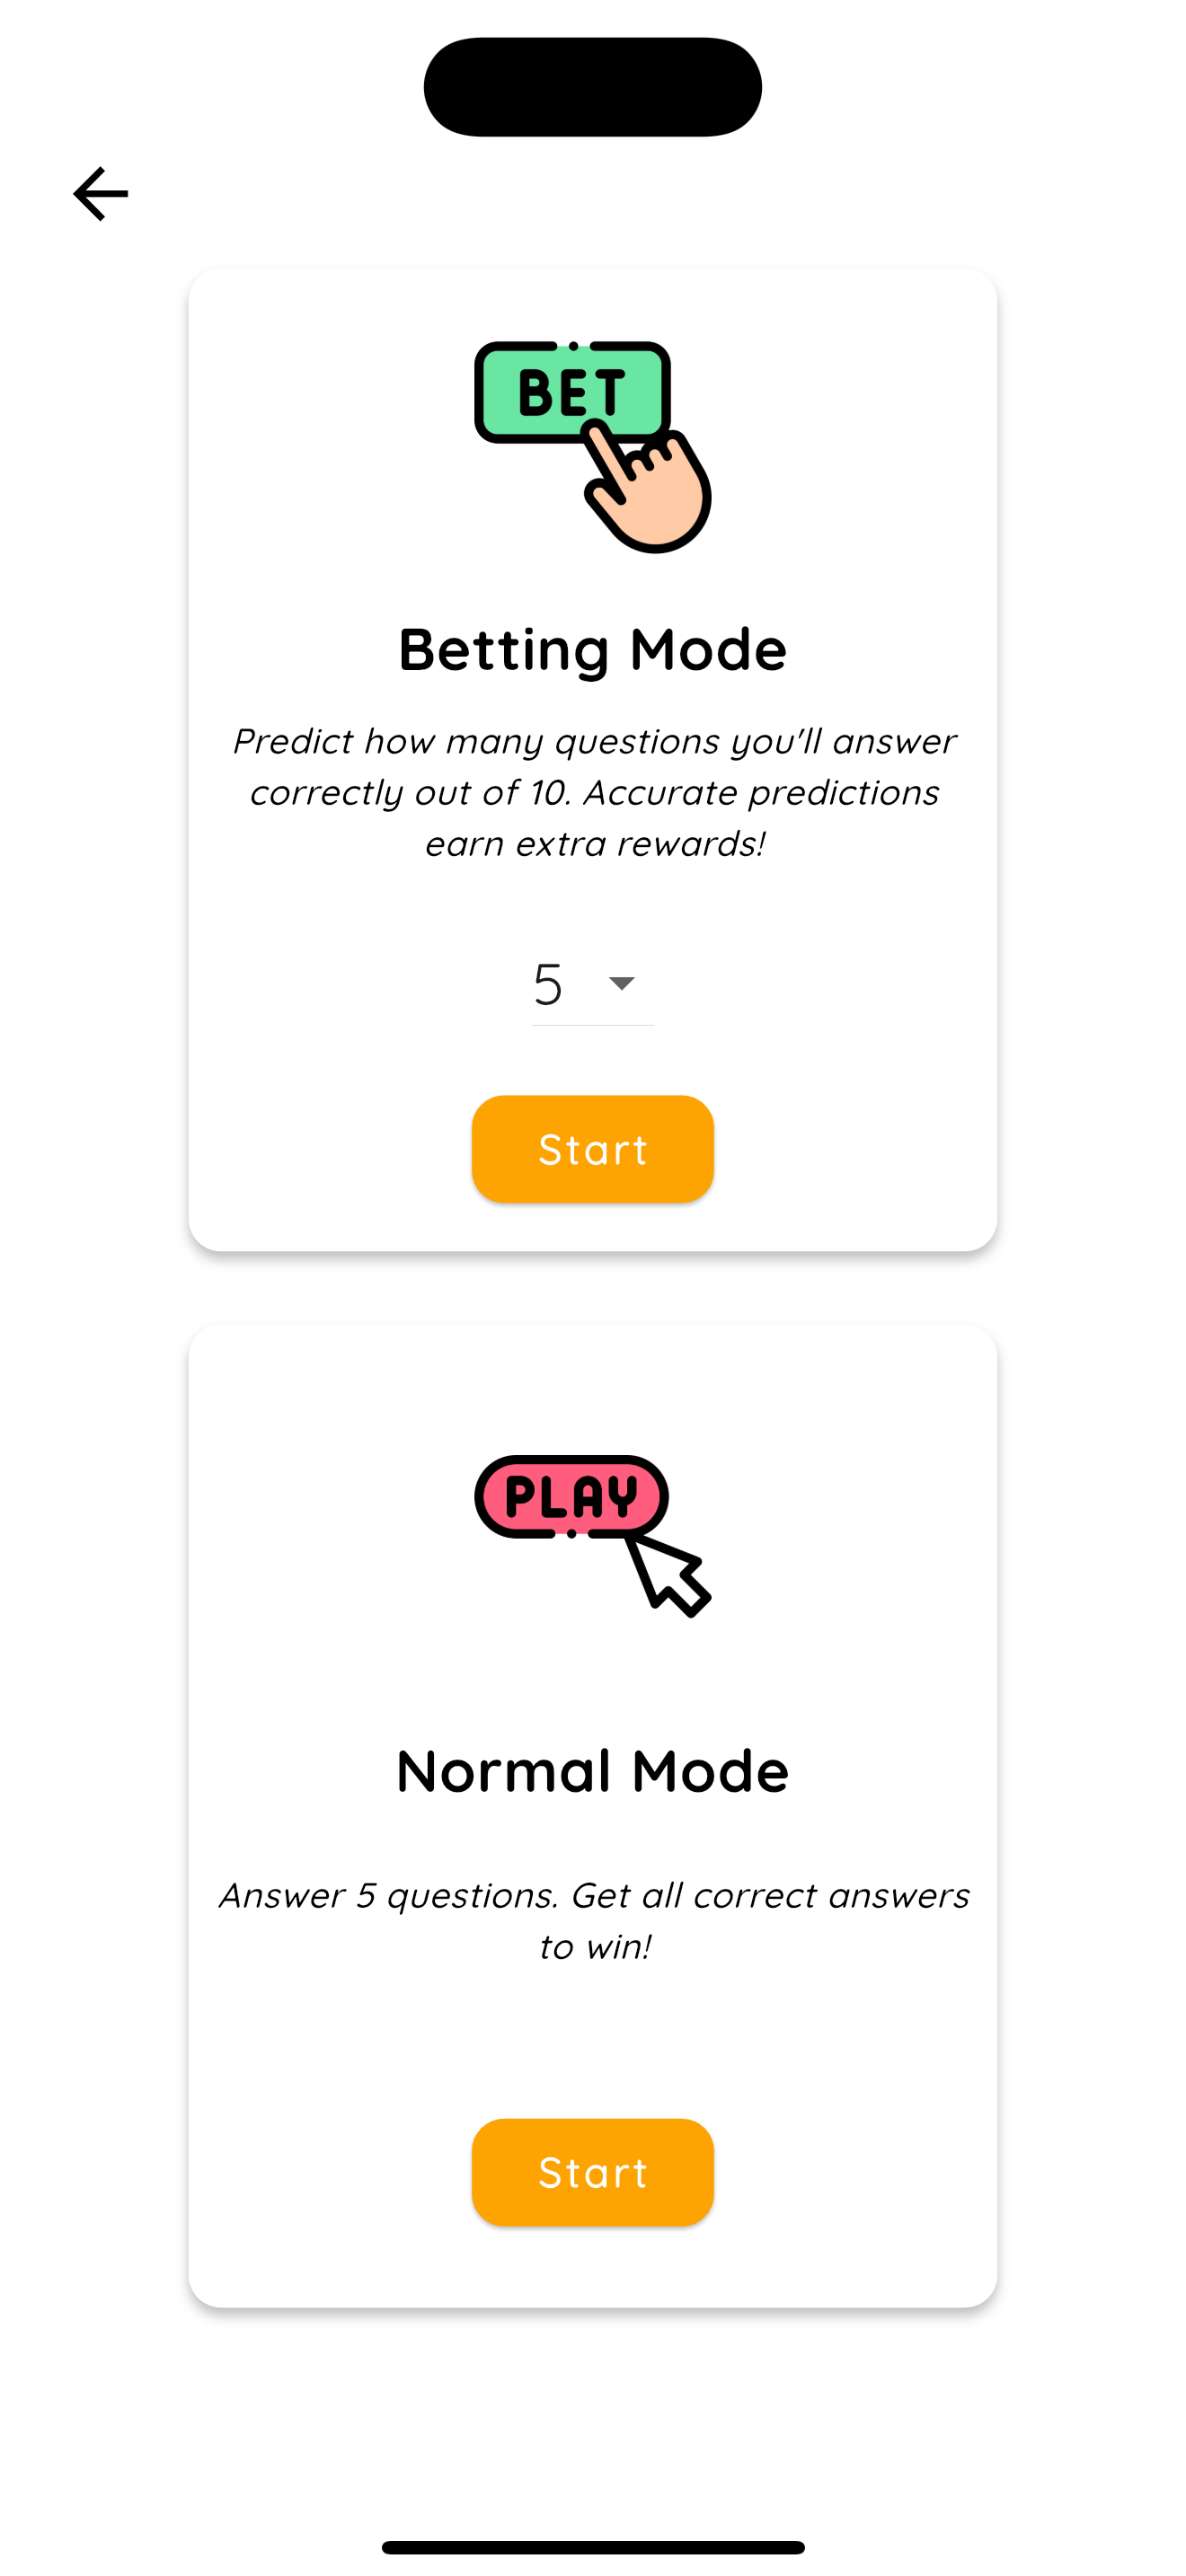 BET
Betting Mode
Predict how many questions you'll answer
correctly out of 10. Accurate predictions
earn extra rewards!
5
Start
PLAY
Normal Mode
Answer 5 questions. Get all correct answers
to win!
Start